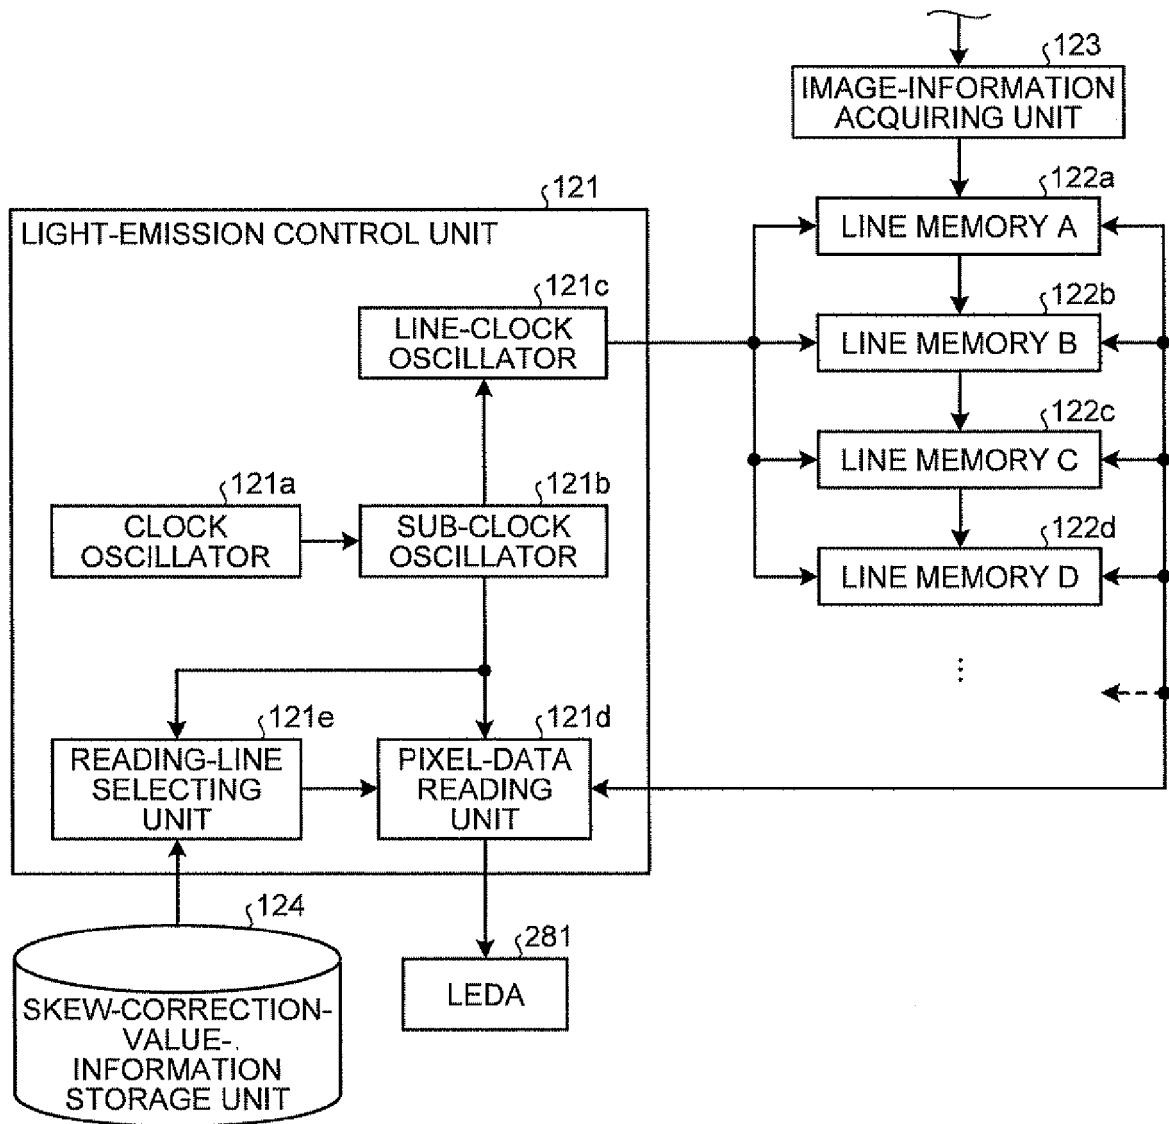 123
IMAGE-INFORMATION
ACQUIRING UNIT
122a
LINE MEMORY A
122b
LINE MEMORY B
122c
LINE MEMORY C
122d
LINE MEMORY D
121
LIGHT-EMISSION CONTROL UNIT
121c
LINE-CLOCK
OSCILLATOR
121a
CLOCK
OSCILLATOR
121b
SUB-CLOCK
OSCILLATOR
121e
READING-LINE
SELECTING
UNIT
121d
PIXEL-DATA
READING
UNIT
124
SKEW-CORRECTION-
VALUE-
INFORMATION
STORAGE UNIT
281
LEDA